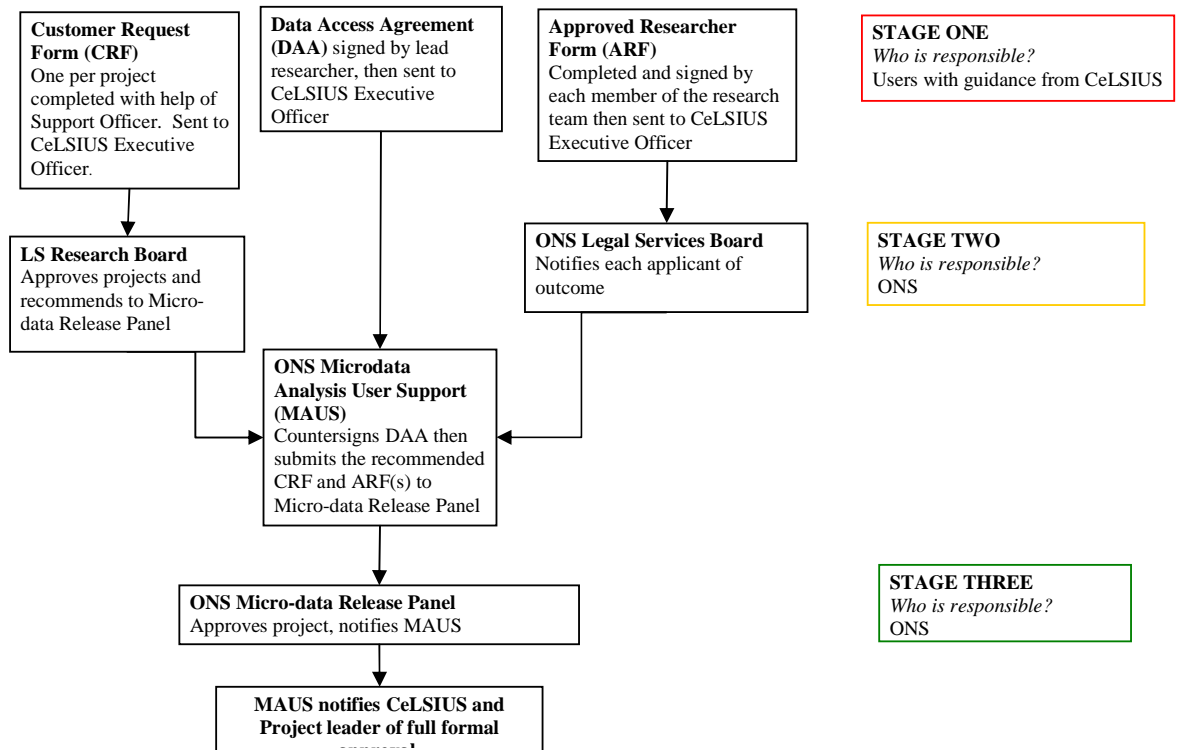 Customer Request
Form (CRF)
One per project
completed with help of
Support Officer.  Sent to
CeLSIUS Executive
Officer.
Data Access Agreement
(DAA) signed by lead
researcher, then sent to
CeLSIUS Executive
Officer
Approved Researcher
Form (ARF)
Completed and signed by
each member of the research
team then sent to CeLSIUS
Executive Officer
STAGE ONE
Who is responsible?
Users with guidance from CeLSIUS
LS Research Board
Approves projects and
recommends to Micro-
data Release Panel
ONS Legal Services Board
Notifies each applicant of
outcome
STAGE TWO
Who is responsible?
ONS
ONS Microdata
Analysis User Support
(MAUS)
Countersigns DAA then
submits the recommended
CRF and ARF(s) to
Micro-data Release Panel
ONS Micro-data Release Panel
Approves project, notifies MAUS
STAGE THREE
Who is responsible?
ONS
MAUS notifies CeLSIUS and
Project leader of full formal